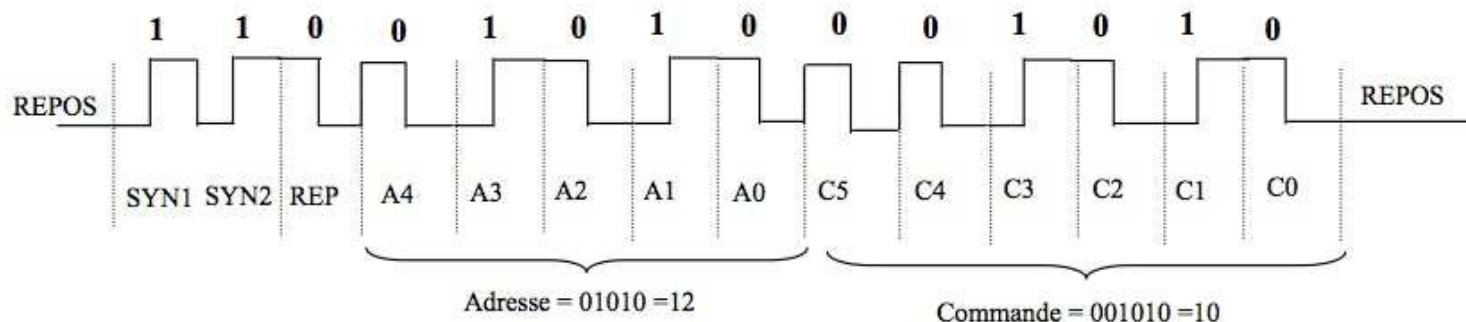 1 1 0 0 1 0 1 0 0 0 1 0 1 0
REPOS REPOS
SYN1 SYN2 REP A4 A3 A2 A1 A0 C5 C4 C3 C2 C1 C0
Adresse = 01010 =12 Commande = 001010 =10